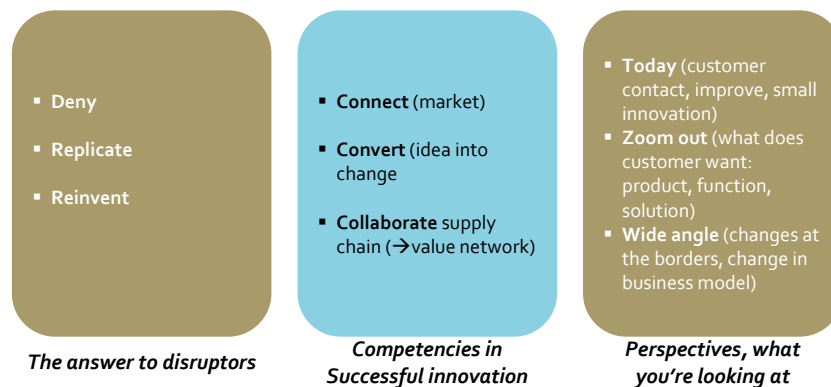 ▪ Deny
▪ Replicate
▪ Reinvent
The answer to disruptors
▪ Connect (market)
▪ Convert (idea into
change
▪ Collaborate supply
chain (→value network)
Competencies in
Successful innovation
▪ Today (customer
contact, improve, small
innovation)
▪ Zoom out (what does
customer want:
product, function,
solution)
▪ Wide angle (changes at
the borders, change in
business model)
Perspectives, what
you're looking at